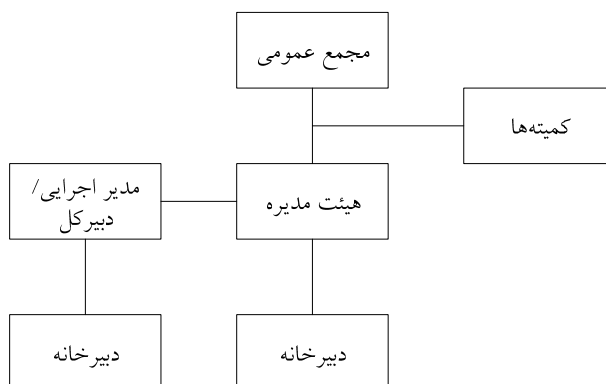 مجمع عمومی
کمیته‌ها
هیئت مدیره
مدیر اجرایی/
دبیرکل
دبیرخانه
دبیرخانه